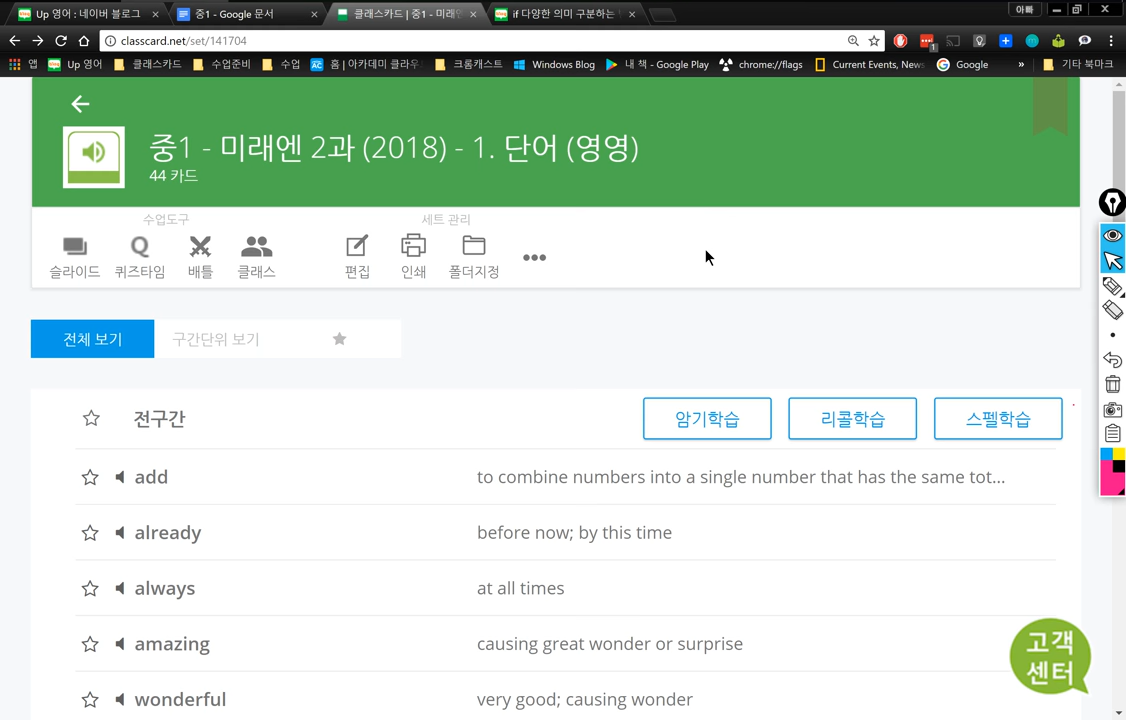 Up 영어 : 네이버 블로그
중1 - Google 문서
클래스카드 | 중1 - 미래엔
if 다양한 의미 구분하는
아빠
classcard.net/set/141704
1
앱
Up 영어
클래스카드
수업준비
수업
홈 | 아카데미 클라우
크롬캐스트
Windows Blog
내 책 - Google Play
chrome://flags
Current Events, News
Google
»
기타 북마크
중1 - 미래엔 2과 (2018) - 1. 단어 (영영)
44 카드
수업도구
세트 관리
슬라이드
퀴즈타임
배틀
클래스
편집
인쇄
폴더지정
전체 보기
구간단위 보기
전구간
암기학습
리콜학습
스펠학습
add
to combine numbers into a single number that has the same tot...
already
before now; by this time
always
at all times
amazing
causing great wonder or surprise
wonderful
very good; causing wonder
고객
센터